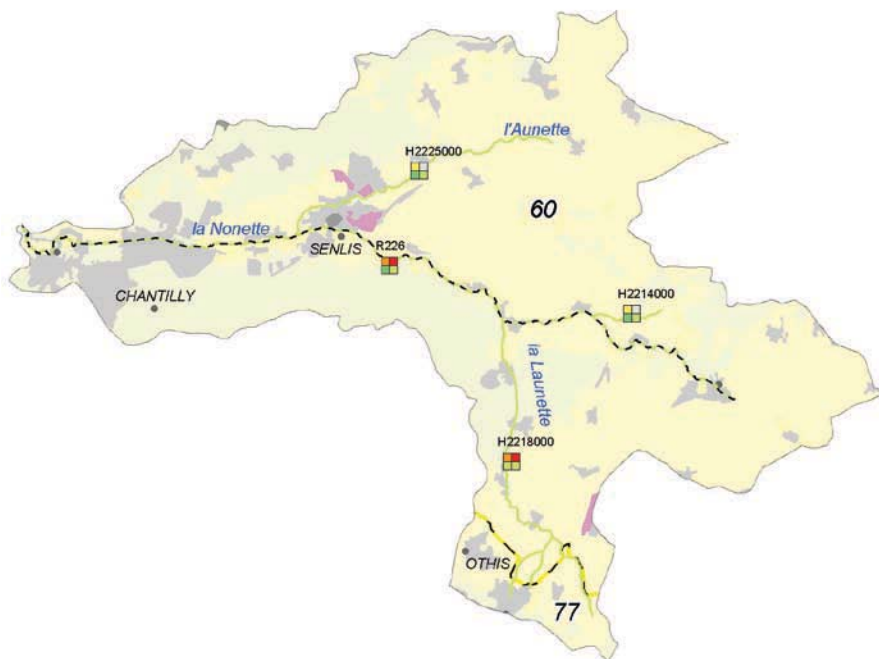 l'Aunette
H2225000
60
la Nonette
SENLIS
R226
CHANTILLY
H2214000
la Launette
H2218000
OTHIS
77